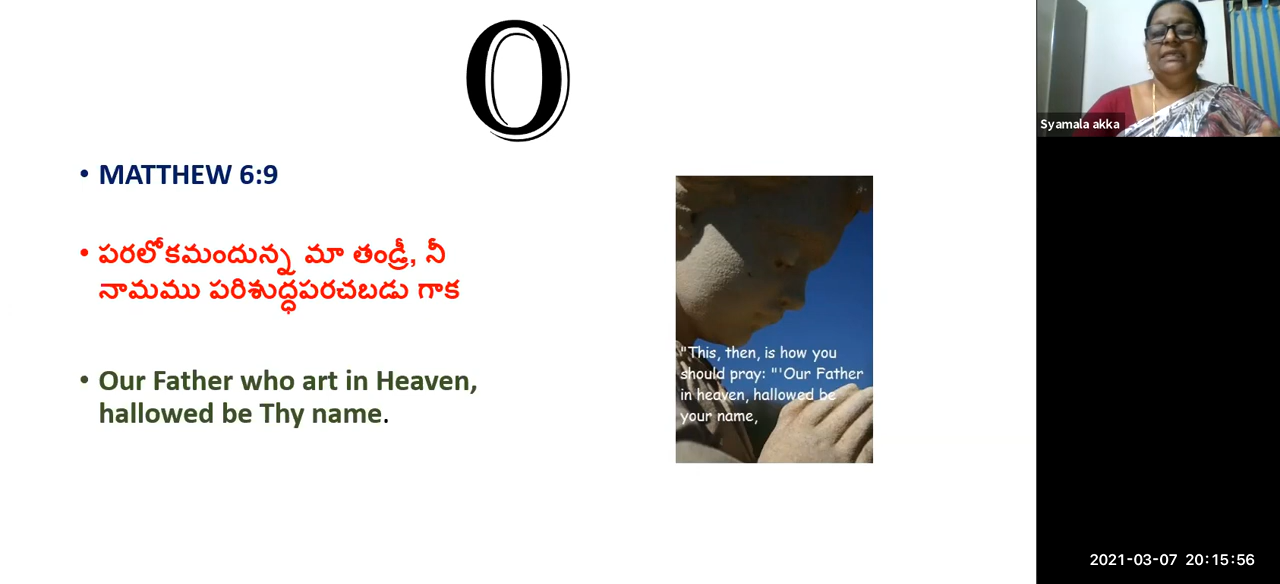 O
• MATTHEW 6:9
• పరలోకమందున్న మా తండ్రీ, నీ
నామము పరిశుద్ధపరచబడు గాక
• Our Father who art in Heaven,
hallowed be Thy name.
"This, then, is how you
should pray: "'Our Father
in heaven, hallowed be
your name,
Syamala akka
2021-03-07 20:15:56